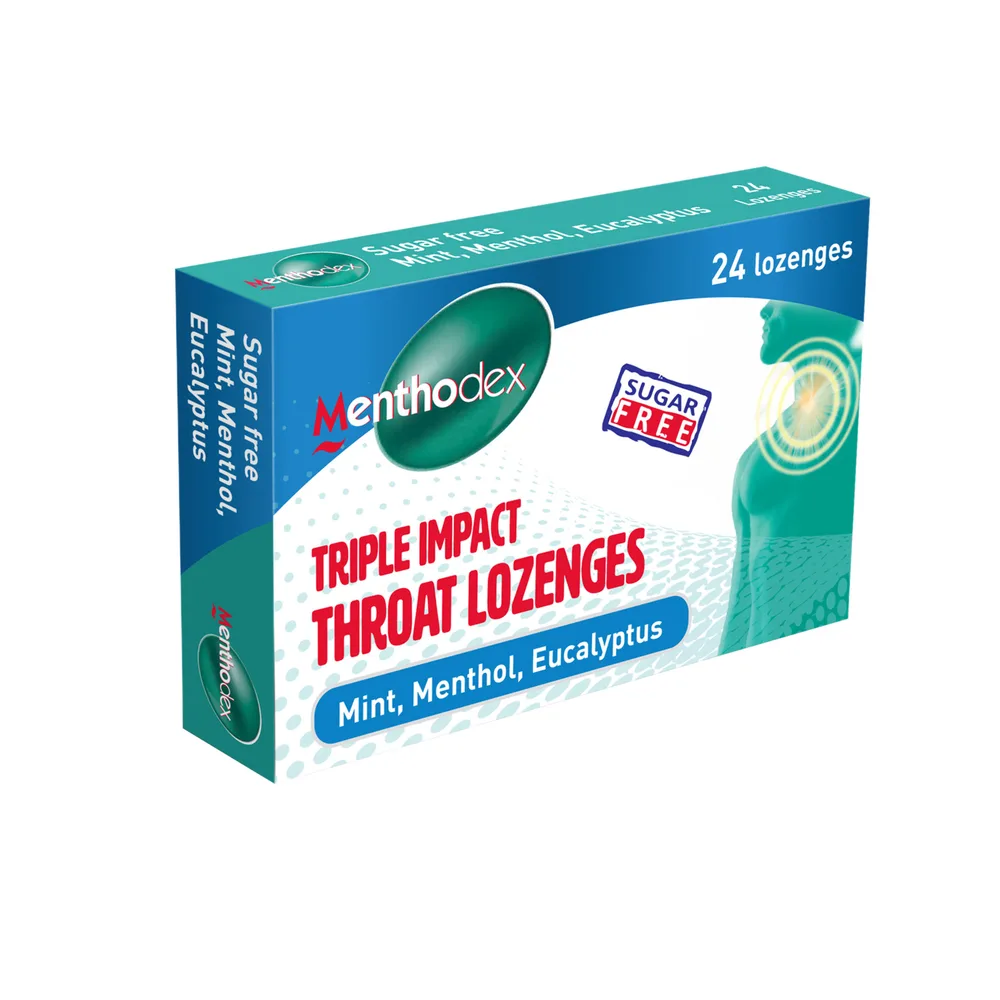 Menthodex
Sugar free
Mint, Menthol, Eucalyptus
24
Lozenges
24 lozenges
Menthodex
SUGAR
FREE
TRIPLE IMPACT
THROAT LOZENGES
Mint, Menthol, Eucalyptus
Sugar free
Mint, Menthol,
Eucalyptus
Menthodex